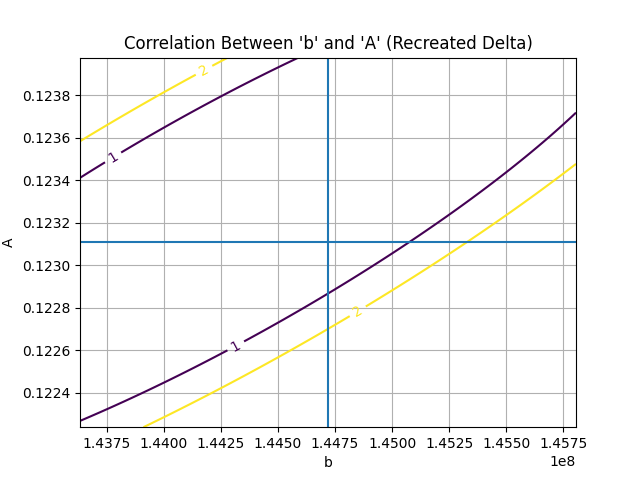 Correlation Between 'b' and 'A' (Recreated Delta)
2
1
0.1238
0.1236
0.1234
0.1232
0.1230
0.1228
0.1226
0.1224
A
2
1
1.4375 1.4400 1.4425 1.4450 1.4475 1.4500 1.4525 1.4550 1.4575
b
1e8